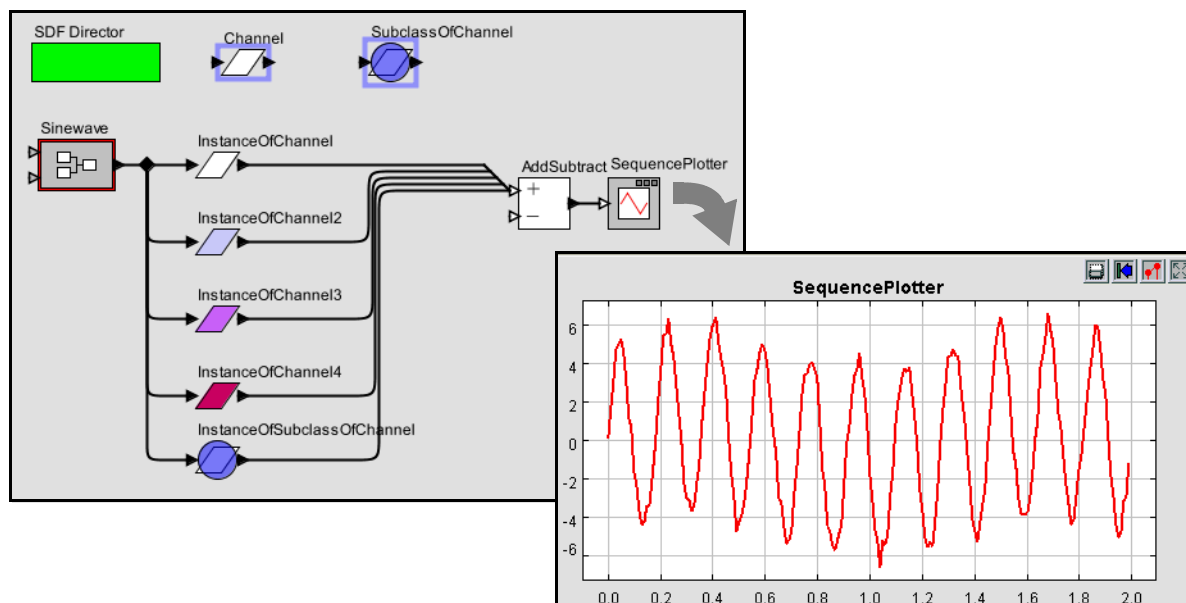 SDF Director
Channel
SubclassOfChannel
Sinewave
InstanceOfChannel
AddSubtract
SequencePlotter
+
−
InstanceOfChannel2
InstanceOfChannel3
InstanceOfChannel4
InstanceOfSubclassOfChannel
SequencePlotter
6
4
2
0
-2
-4
-6
0.0 0.2 0.4 0.6 0.8 1.0 1.2 1.4 1.6 1.8 2.0